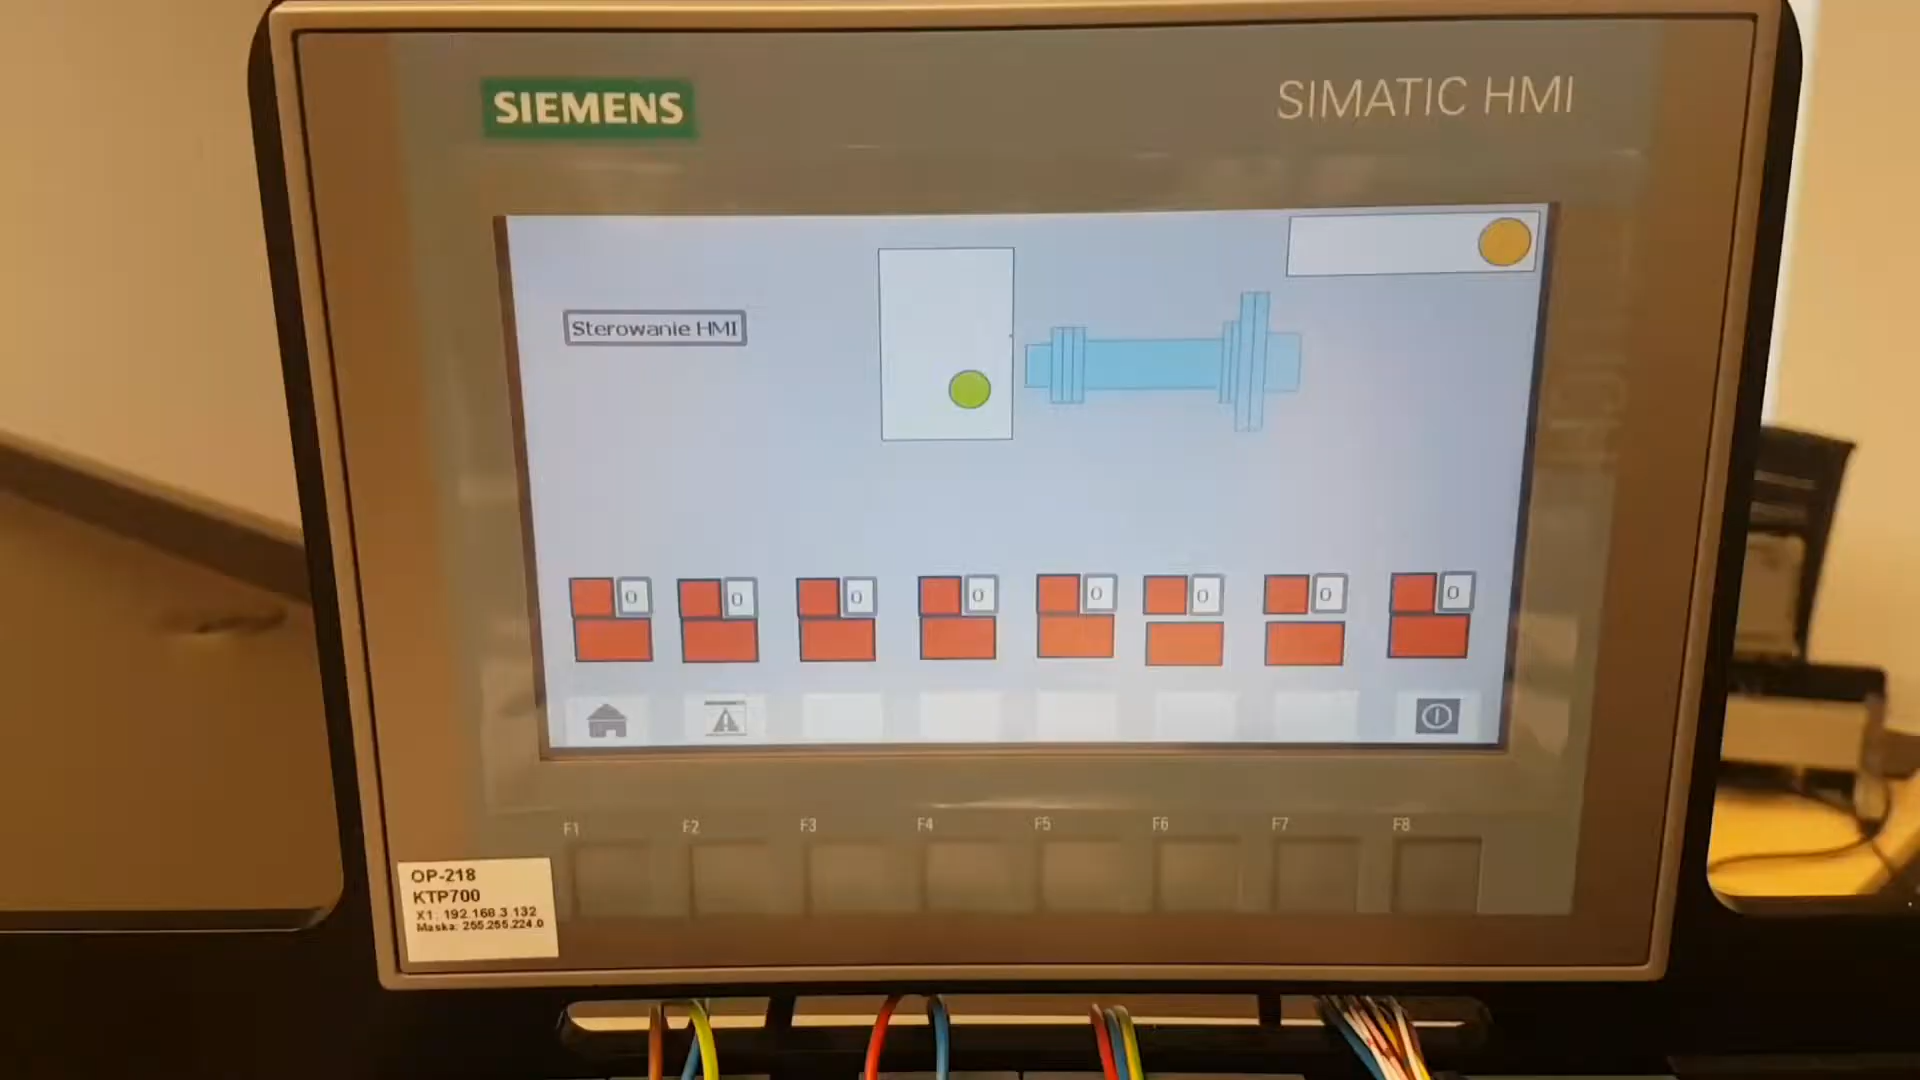 SIEMENS
SIMATIC HMI
Sterowanie HMI
0 0 0 0 0 0 0 0
F1 F2 F3 F4 F5 F6 F7 F8
OP-218
KTP700
X1: 192.168.3.132
Maska: 255.255.224.0